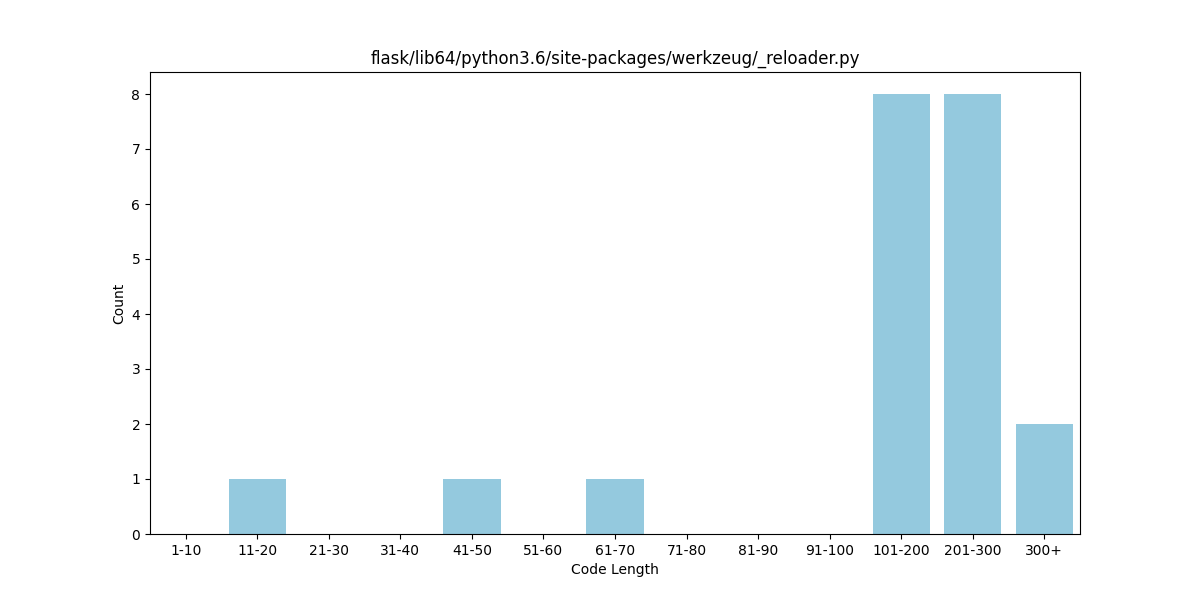 flask/lib64/python3.6/site-packages/werkzeug/_reloader.py
8
7
6
5
4
3
2
1
0
Count
1-10 11-20 21-30 31-40 41-50 51-60 61-70 71-80 81-90 91-100 101-200 201-300 300+
Code Length